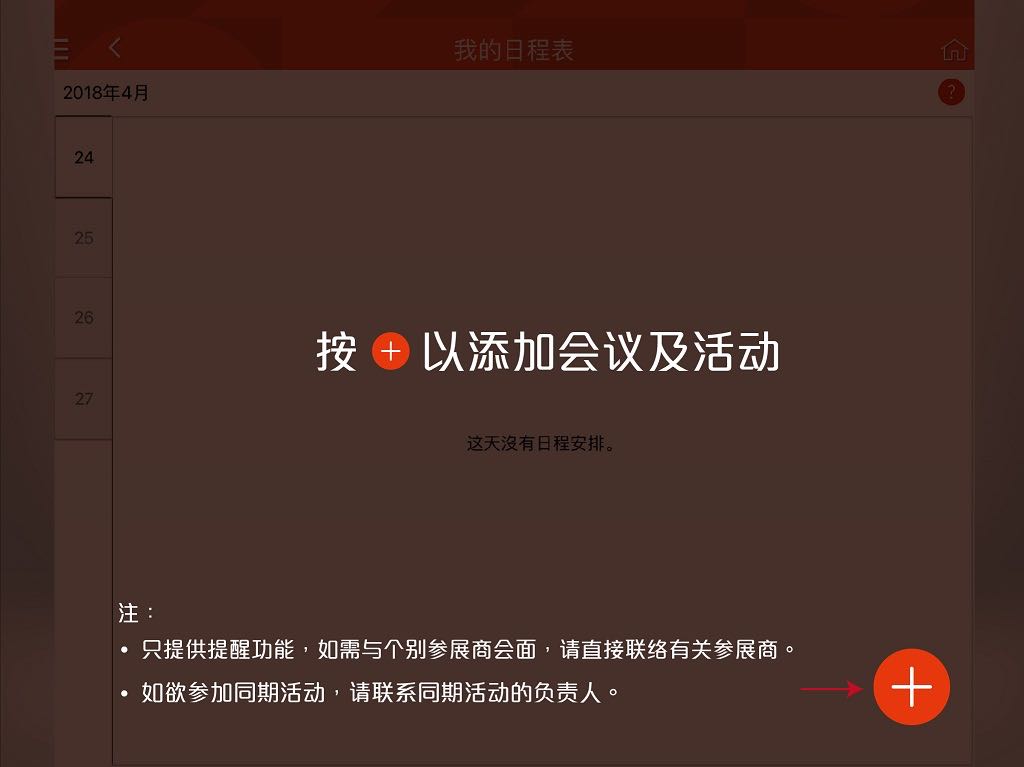 我的日程表
2018年4月
?
24
25
26
27
按 + 以添加会议及活动
这天沒有日程安排。
注：
• 只提供提醒功能，如需与个别参展商会面，请直接联络有关参展商。
• 如欲参加同期活动，请联系同期活动的负责人。